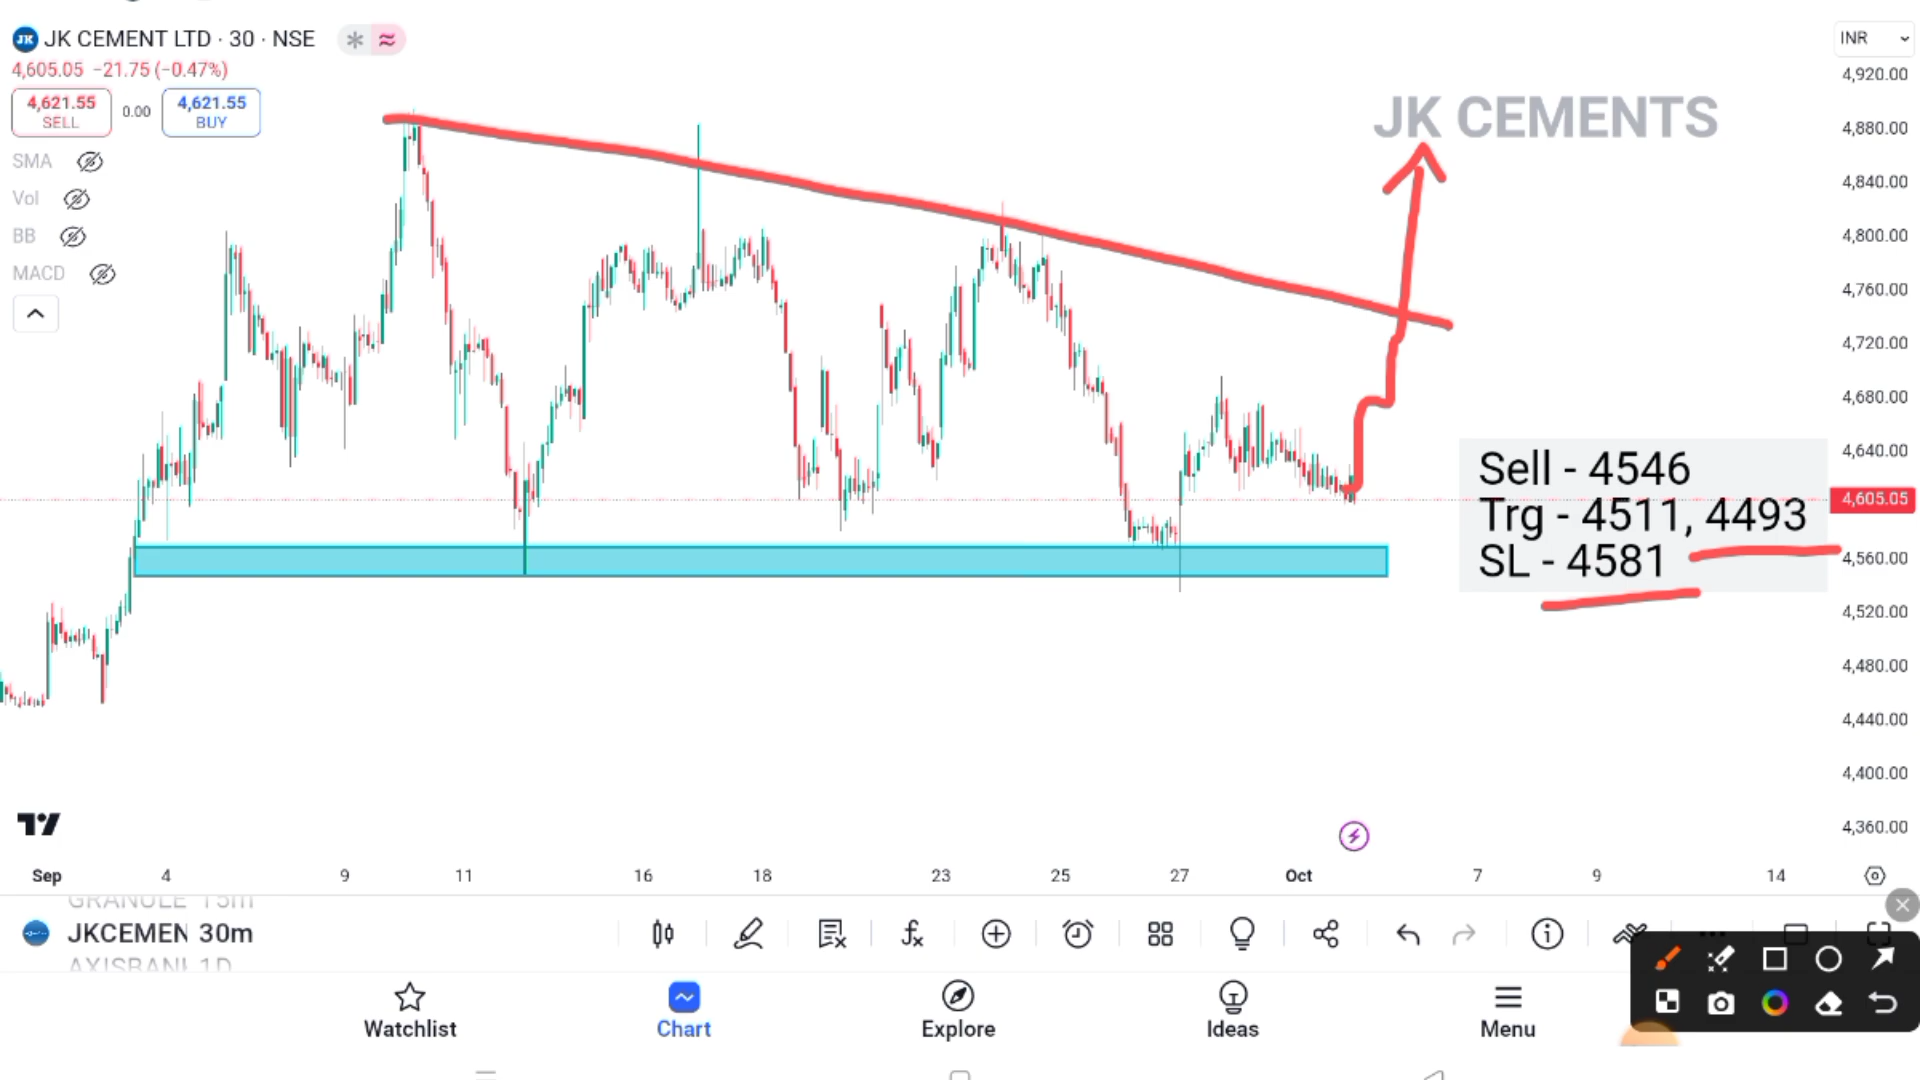 JK CEMENT LTD · 30 · NSE
INR
4,605.05 −21.75 (−0.47%)
4,621.55
SELL
0.00
4,621.55
BUY
SMA
Vol
BB
MACD
JK CEMENTS
4,920.00
4,880.00
4,840.00
4,800.00
4,760.00
4,720.00
4,680.00
4,640.00
4,605.05
4,560.00
4,520.00
4,480.00
4,440.00
4,400.00
4,360.00
Sell - 4546
Trg - 4511, 4493
SL - 4581
Sep 4 9 11 16 18 23 25 27 Oct 7 9 14
GRANULE 15m
JKCEMEN 30m
AXISBANK 1D
Watchlist Chart Explore Ideas Menu